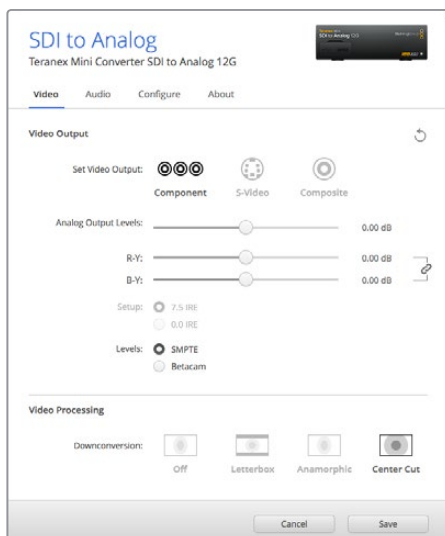 SDI to Analog
Teranex Mini Converter SDI to Analog 12G
Video Audio Configure About
Video Output
Set Video Output:
Component S-Video Composite
Analog Output Levels: 0.00 dB
R-Y: 0.00 dB
B-Y: 0.00 dB
Setup: 7.5 IRE
0.0 IRE
Levels: SMPTE
Betacam
Video Processing
Downconversion:
Off Letterbox Anamorphic Center Cut
Cancel Save